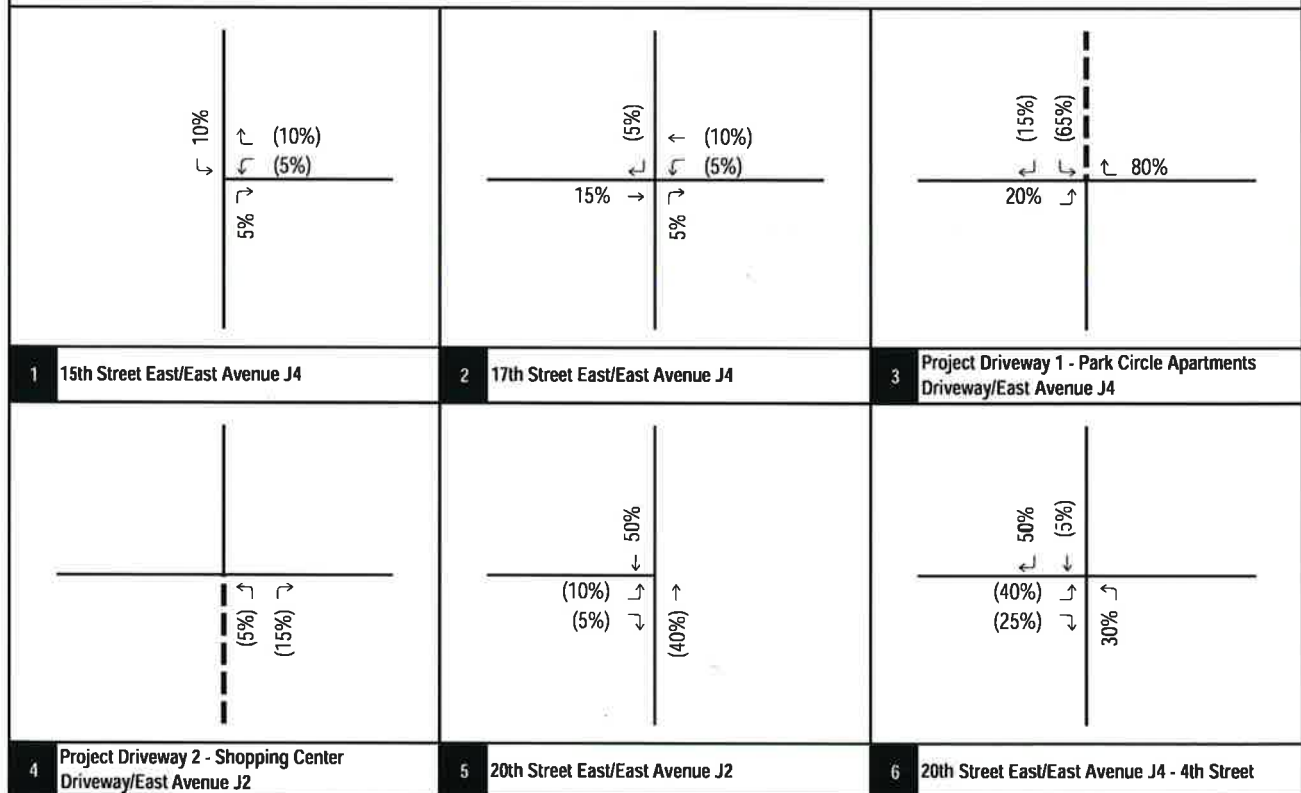 10%
(10%)
(5%)
5%
1 15th Street East/East Avenue J4
(5%)
(10%)
(5%)
15%
5%
2 17th Street East/East Avenue J4
(15%) (65%)
80%
20%
3 Project Driveway 1 - Park Circle Apartments
Driveway/East Avenue J4
(5%) (15%)
4 Project Driveway 2 - Shopping Center
Driveway/East Avenue J2
50%
(10%)
(5%)
(40%)
5 20th Street East/East Avenue J2
50% (5%)
(40%)
(25%)
30%
6 20th Street East/East Avenue J4 - 4th Street